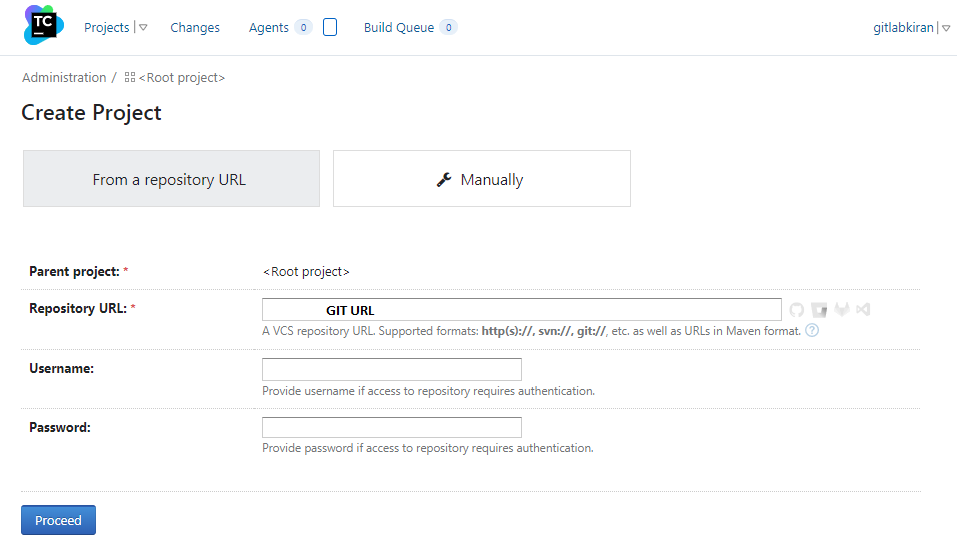 TC
Projects Changes Agents 0 Build Queue 0 gitlabkiran
Administration / <Root project>
Create Project
From a repository URL Manually
Parent project: * <Root project>
Repository URL: * GIT URL
A VCS repository URL. Supported formats: http(s)://, svn://, git://, etc. as well as URLs in Maven format. ?
Username:
Provide username if access to repository requires authentication.
Password:
Provide password if access to repository requires authentication.
Proceed